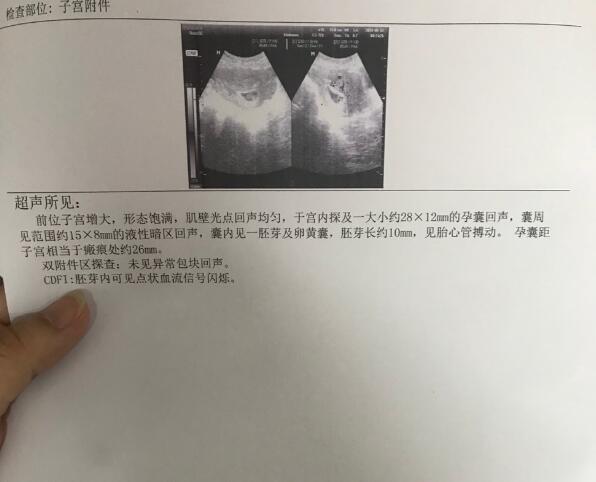 检查部位: 子宫附件
超声所见:
前位子宫增大, 形态饱满, 肌壁光点回声均匀, 于宫内探及一大小约28×12mm的孕囊回声, 囊周
见范围约15×8mm的液性暗区回声, 囊内见一胚芽及卵黄囊, 胚芽长约10mm, 见胎心管搏动。 孕囊距
子宫相当于瘢痕处约26mm。
双附件区探查: 未见异常包块回声。
CDFI:胚芽内可见点状血流信号闪烁。